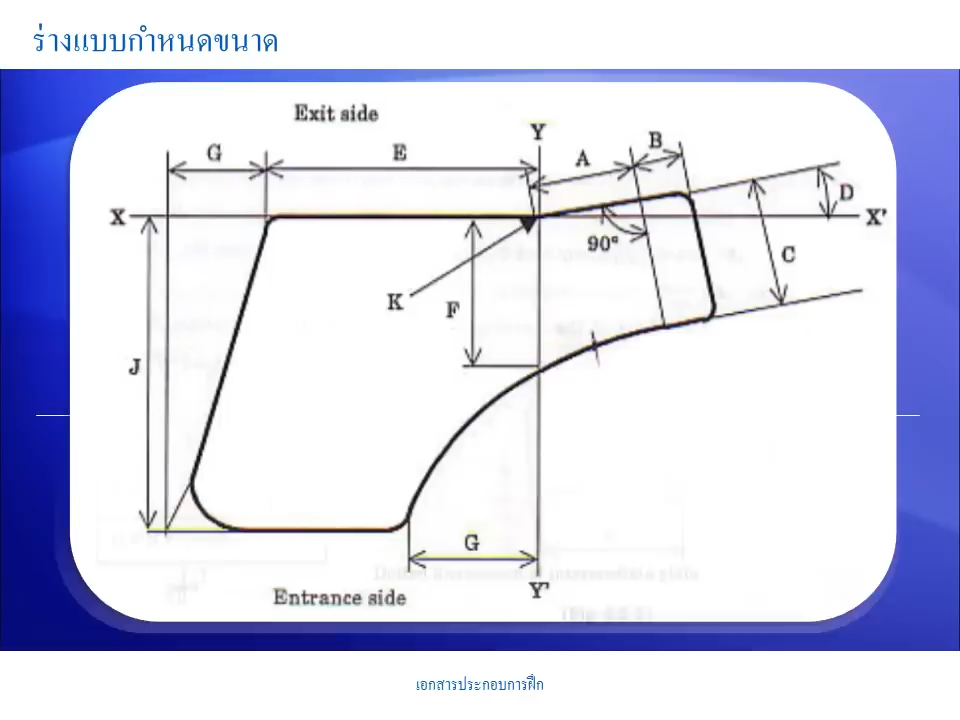 ร่างแบบกำหนดขนาด
Exit side
Y
G
E
A
B
D
X
X'
90°
C
K
F
J
G
Y'
Entrance side
เอกสารประกอบการฝึก